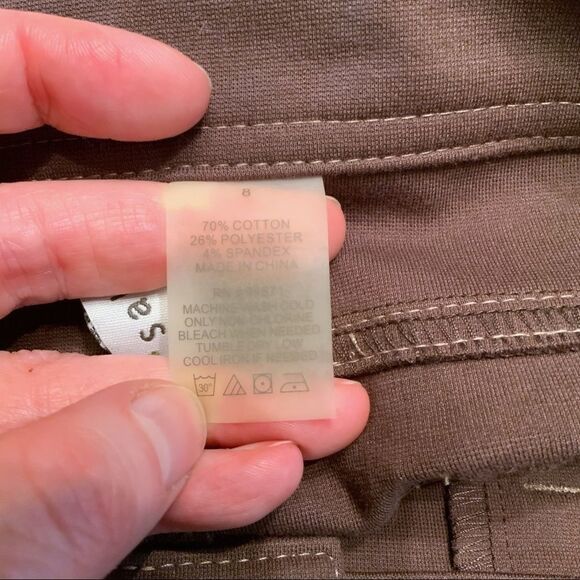 8
70% COTTON
26% POLYESTER
4% SPANDEX
MADE IN CHINA
RN
MACHINE WASH COLD
ONLY NON-CHLORINE
BLEACH WHEN NEEDED
TUMBLE DRY LOW
COOL IRON IF NEEDED
30°